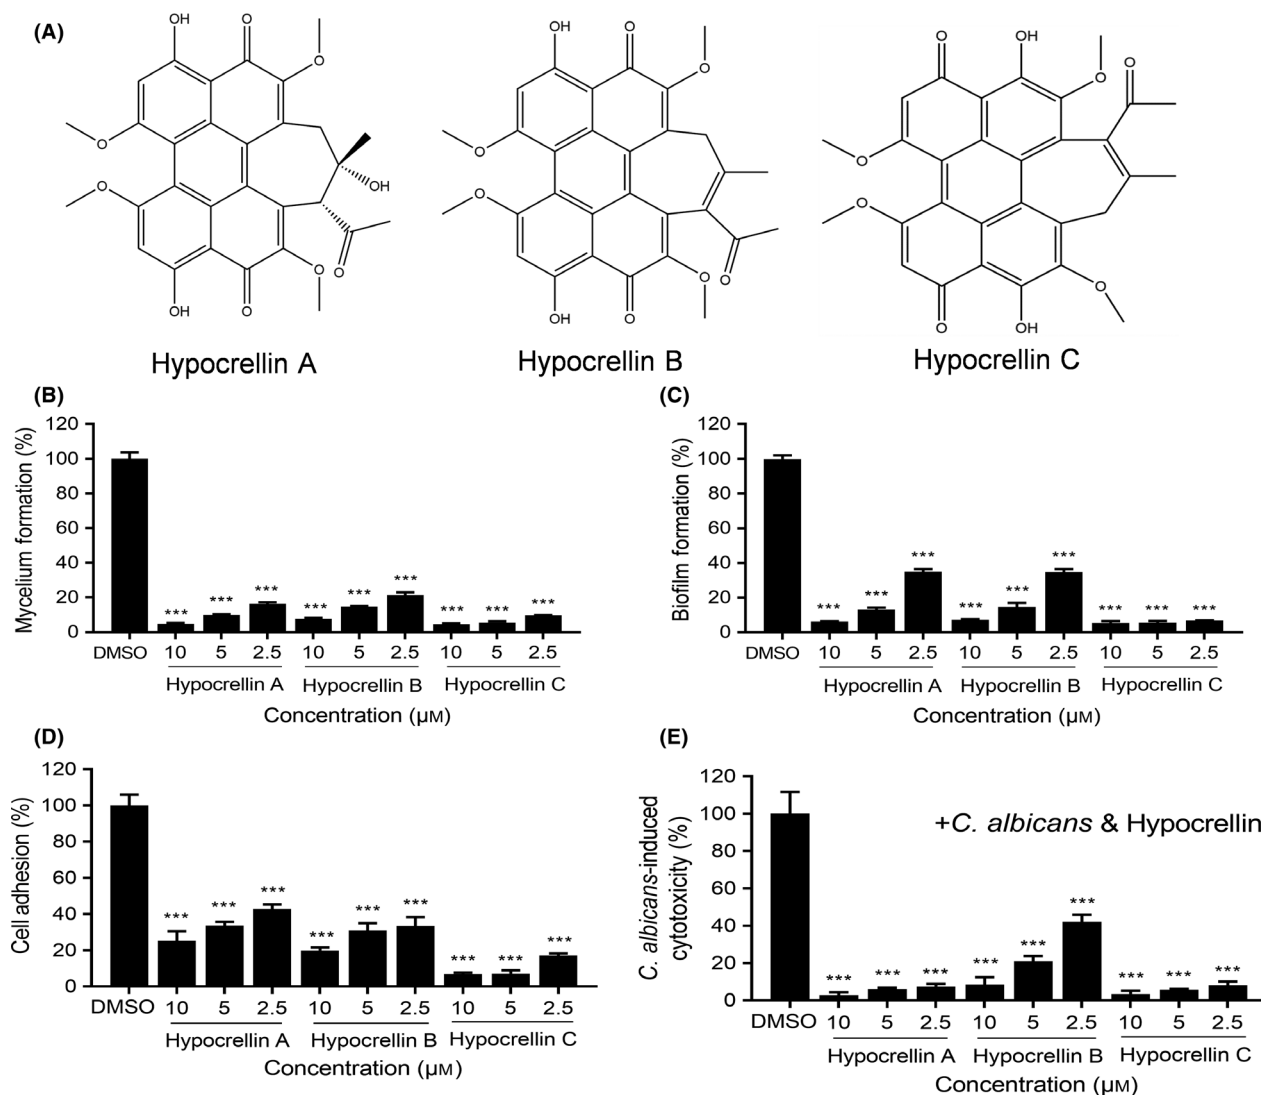 (A)
OH O
O
O
OH
O
O
O
OH O
Hypocrellin A
OH O
O
O
O
O
O
OH O
Hypocrellin B
O OH
O
O
O
O
O
O OH
Hypocrellin C
(B)
Mycelium formation (%)
120
100
80
60
40
20
0
*** *** *** *** *** *** *** *** ***
DMSO 10 5 2.5 10 5 2.5 10 5 2.5
Hypocrellin A Hypocrellin B Hypocrellin C
Concentration (µM)
(C)
Biofilm formation (%)
120
100
80
60
40
20
0
*** *** *** *** *** *** *** *** ***
DMSO 10 5 2.5 10 5 2.5 10 5 2.5
Hypocrellin A Hypocrellin B Hypocrellin C
Concentration (µM)
(D)
Cell adhesion (%)
120
100
80
60
40
20
0
*** *** *** *** *** *** *** *** ***
DMSO 10 5 2.5 10 5 2.5 10 5 2.5
Hypocrellin A Hypocrellin B Hypocrellin C
Concentration (µM)
(E)
C. albicans-induced
cytotoxicity (%)
120
100
80
60
40
20
0
+C. albicans & Hypocrellin
*** *** *** *** *** *** *** *** ***
DMSO 10 5 2.5 10 5 2.5 10 5 2.5
Hypocrellin A Hypocrellin B Hypocrellin C
Concentration (µM)